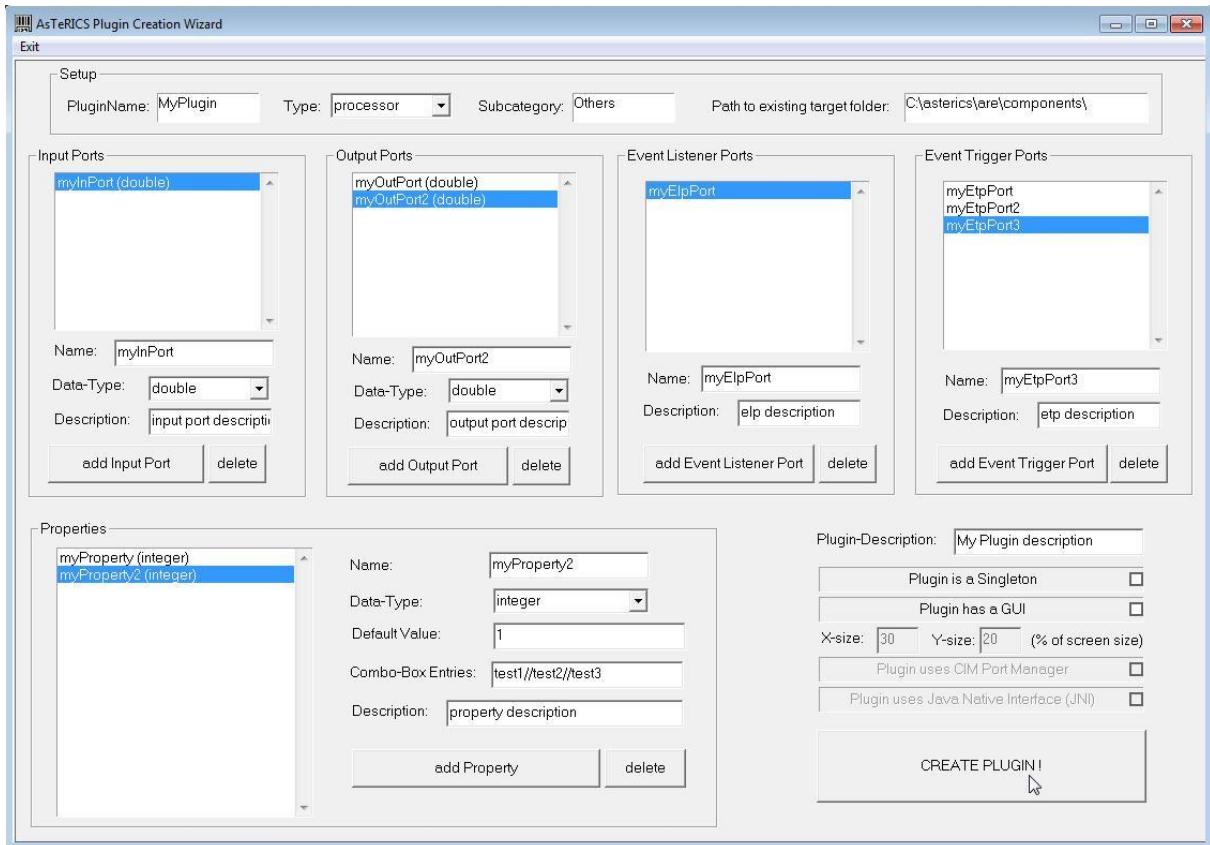 AsTeRICS Plugin Creation Wizard
Exit
Setup
PluginName: MyPlugin Type: processor Subcategory: Others Path to existing target folder: C:\asterics\are\components\
Input Ports
myInPort (double)
Name: myInPort
Data-Type: double
Description: input port descripti
add Input Port delete
Output Ports
myOutPort (double)
myOutPort2 (double)
Name: myOutPort2
Data-Type: double
Description: output port descrip
add Output Port delete
Event Listener Ports
myElpPort
Name: myElpPort
Description: elp description
add Event Listener Port delete
Event Trigger Ports
myEtpPort
myEtpPort2
myEtpPort3
Name: myEtpPort3
Description: etp description
add Event Trigger Port delete
Properties
myProperty (integer)
myProperty2 (integer)
Name: myProperty2
Data-Type: integer
Default Value: 1
Combo-Box Entries: test1//test2//test3
Description: property description
add Property delete
Plugin-Description: My Plugin description
Plugin is a Singleton
Plugin has a GUI
X-size: 30 Y-size: 20 (% of screen size)
Plugin uses CIM Port Manager
Plugin uses Java Native Interface (JNI)
CREATE PLUGIN !